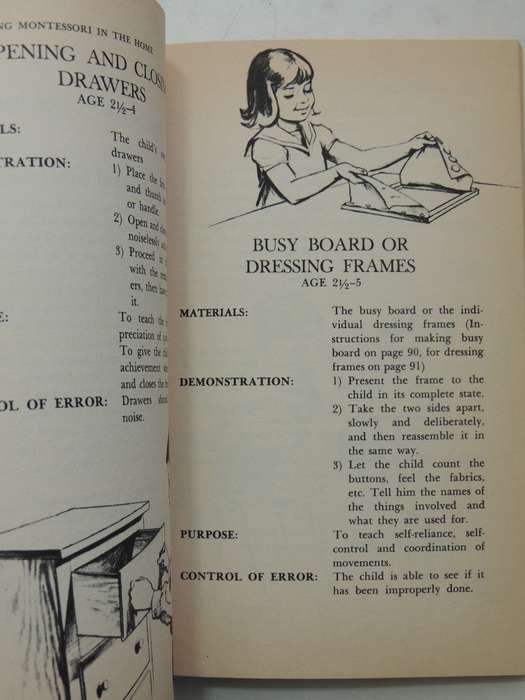 NG MONTESSORI IN THE HOME
PENING AND CLOS
DRAWERS
AGE 2½–4
LS:
The child's
drawers
TRATION:
1) Place the
and thumb
or handle.
2) Open and
noiselessly
3) Proceed
with the
ers, then
it.
E:
To teach the
preciation of
To give the
achievement
and closes the
OL OF ERROR:
Drawers
noise.
BUSY BOARD OR
DRESSING FRAMES
AGE 2½–5
MATERIALS:
The busy board or the indi-
vidual dressing frames (In-
structions for making busy
board on page 90, for dressing
frames on page 91)
DEMONSTRATION:
1) Present the frame to the
child in its complete state.
2) Take the two sides apart,
slowly and deliberately,
and then reassemble it in
the same way.
3) Let the child count the
buttons, feel the fabrics,
etc. Tell him the names of
the things involved and
what they are used for.
PURPOSE:
To teach self-reliance, self-
control and coordination of
movements.
CONTROL OF ERROR:
The child is able to see if it
has been improperly done.